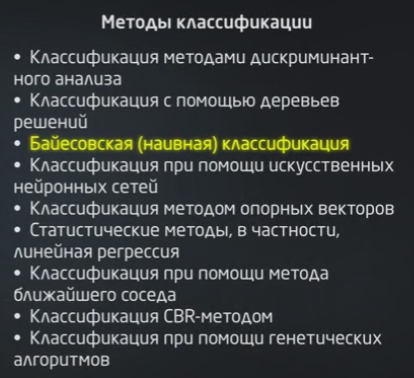 Методы классификации
• Классификация методами дискриминант-
ного анализа
• Классификация с помощью деревьев
решений
• Байесовская (наивная) классификация
• Классификация при помощи искусственных
нейронных сетей
• Классификация методом опорных векторов
• Статистические методы, в частности,
линейная регрессия
• Классификация при помощи метода
ближайшего соседа
• Классификация CBR-методом
• Классификация при помощи генетических
алгоритмов